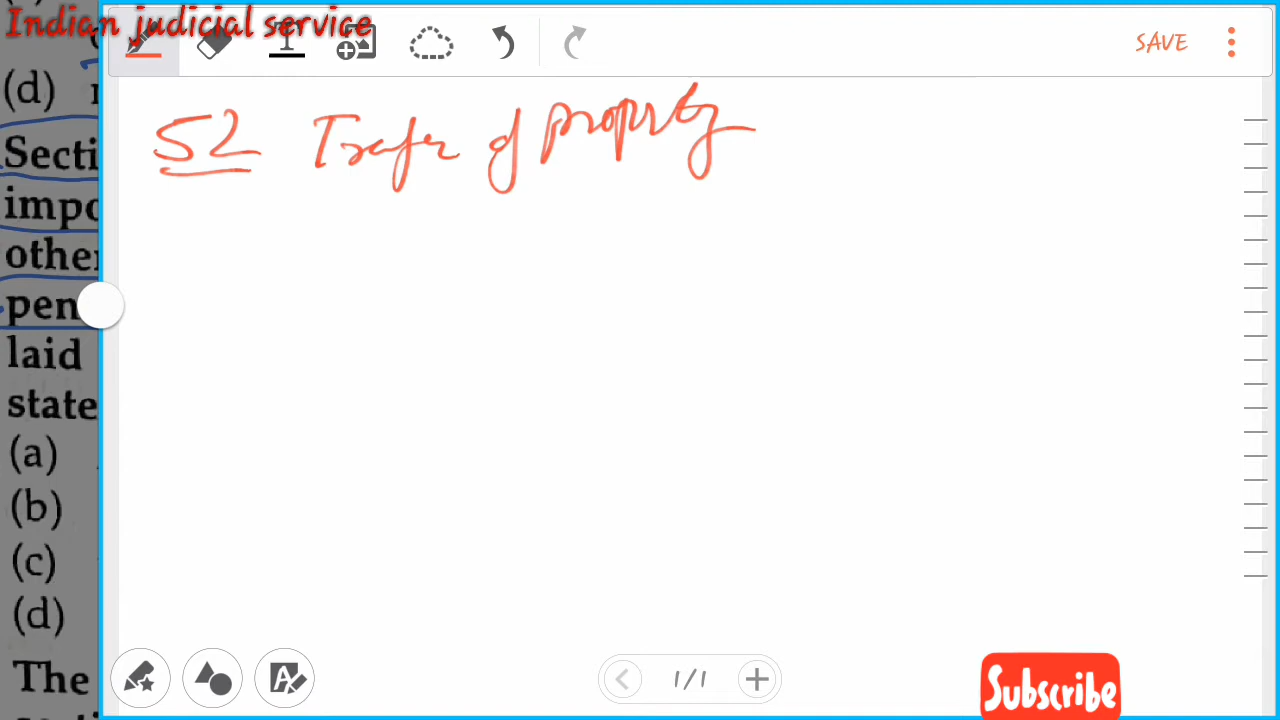 Indian judicial service
T
SAVE
(d)
52 Trafer of property
Secti
impo
other
pen
laid
state
(a)
(b)
(c)
(d)
The
A
1/1
Subscribe